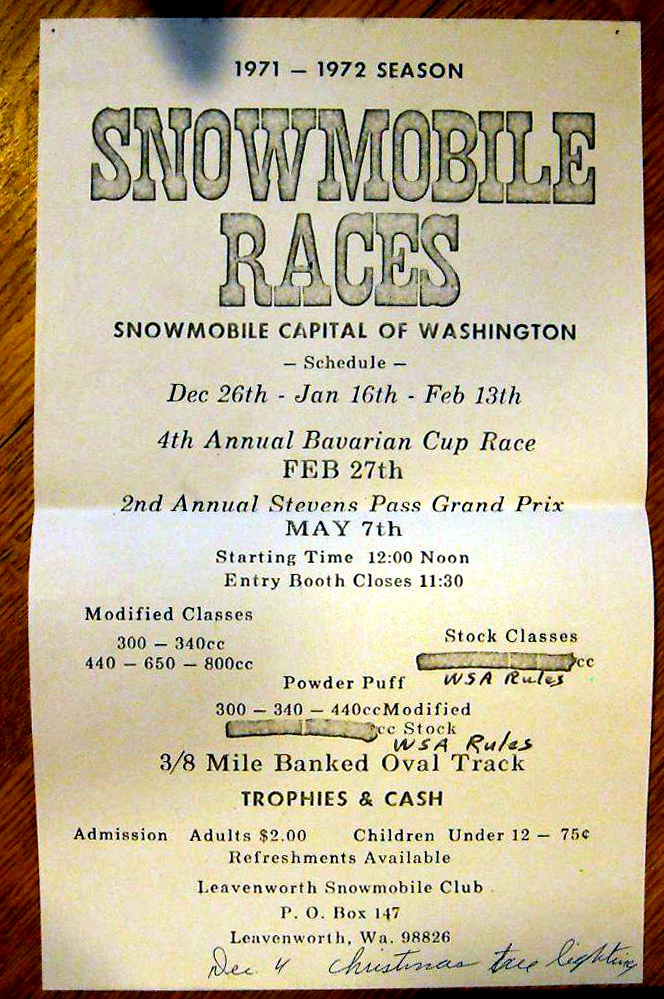 1971 – 1972 SEASON
SNOWMOBILE
RACES
SNOWMOBILE CAPITAL OF WASHINGTON
– Schedule –
Dec 26th - Jan 16th - Feb 13th
4th Annual Bavarian Cup Race
FEB 27th
2nd Annual Stevens Pass Grand Prix
MAY 7th
Starting Time 12:00 Noon
Entry Booth Closes 11:30
Modified Classes
300 – 340cc
440 – 650 – 800cc
Stock Classes
cc
WSA Rules
Powder Puff
300 – 340 – 440ccModified
cc Stock
WSA Rules
3/8 Mile Banked Oval Track
TROPHIES & CASH
Admission Adults $2.00 Children Under 12 – 75¢
Refreshments Available
Leavenworth Snowmobile Club
P. O. Box 147
Leavenworth, Wa. 98826
Dec 4 Christmas tree lighting